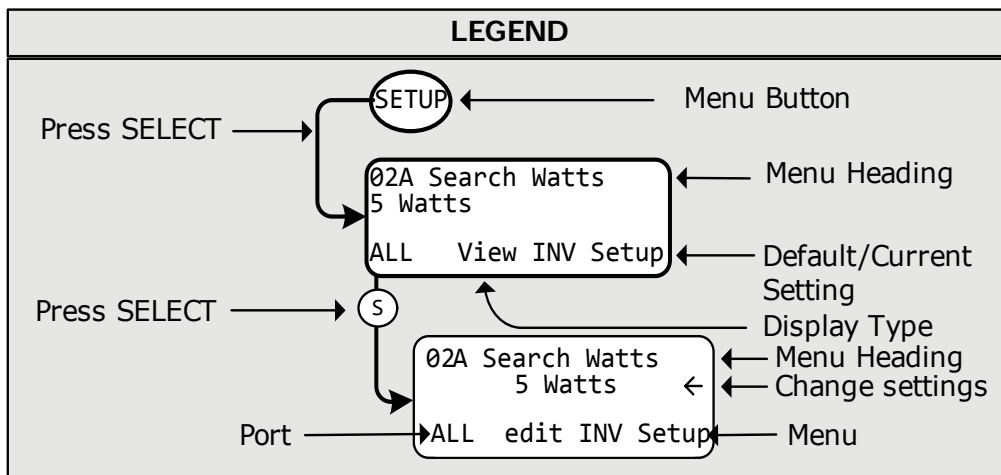 LEGEND
SETUP
Menu Button
Press SELECT
02A Search Watts
5 Watts
ALL View INV Setup
Menu Heading
Default/Current
Setting
Display Type
Press SELECT
S
02A Search Watts
5 Watts ←
ALL edit INV Setup
Menu Heading
Change settings
Port
Menu